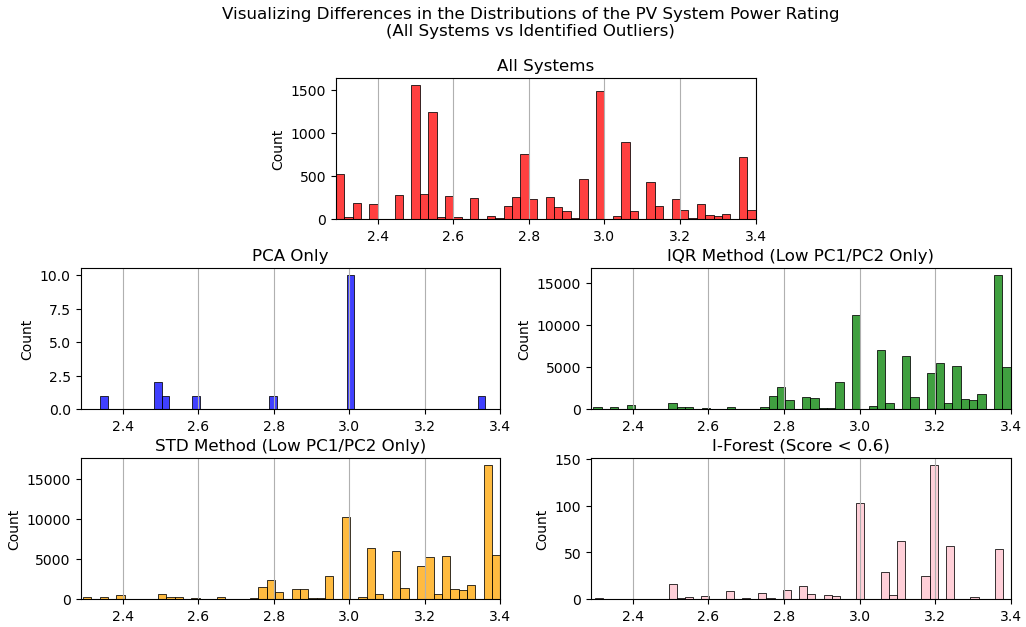 Visualizing Differences in the Distributions of the PV System Power Rating
(All Systems vs Identified Outliers)
All Systems
1500
1000
500
0
Count
2.4 2.6 2.8 3.0 3.2 3.4
PCA Only
10.0
7.5
5.0
2.5
0.0
Count
2.4 2.6 2.8 3.0 3.2 3.4
IQR Method (Low PC1/PC2 Only)
15000
10000
5000
0
Count
2.4 2.6 2.8 3.0 3.2 3.4
STD Method (Low PC1/PC2 Only)
15000
10000
5000
0
Count
2.4 2.6 2.8 3.0 3.2 3.4
I-Forest (Score < 0.6)
150
100
50
0
Count
2.4 2.6 2.8 3.0 3.2 3.4